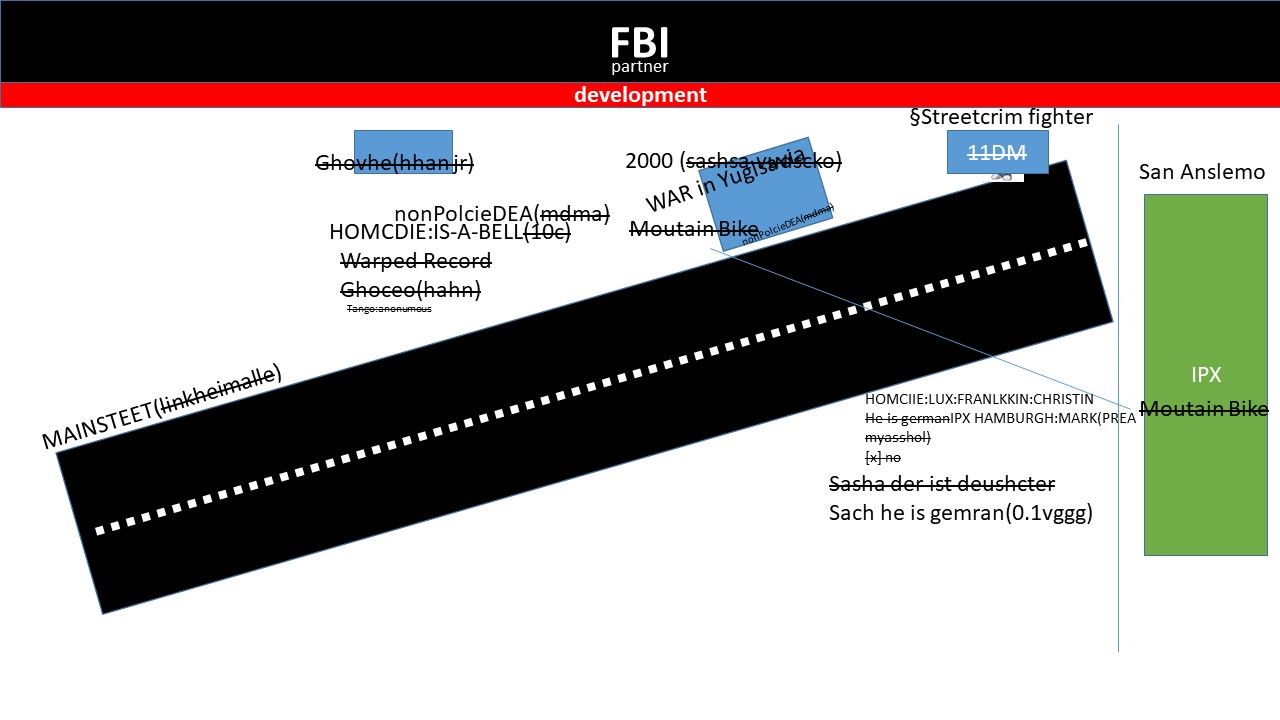 FBI
partner
development
§Streetcrim fighter
11DM
Ghovhe(hhan jr)
2000 (sashsa vudscko)
WAR in Yuglsavia
San Anslemo
nonPolcieDEA(mdma)
HOMCDIE:IS-A-BELL(10c)
Moutain Bike
nonPolcieDEA(mdma)
Warped Record
Ghoceo(hahn)
Tango:anonumous
MAINSTEET(linkheimalle)
IPX
Moutain Bike
HOMCIIE:LUX:FRANLKKIN:CHRISTIN
He is germanIPX HAMBURGH:MARK(PREA
myasshol)
[x] no
Sasha der ist deushcter
Sach he is gemran(0.1vggg)